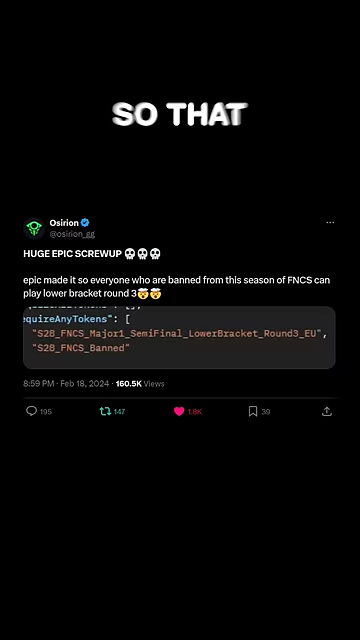 SO THAT
Osirion
@osirion_gg
HUGE EPIC SCREWUP 💀💀💀
epic made it so everyone who are banned from this season of FNCS can
play lower bracket round 3🤯🤯
equireAnyTokens": [
"S28_FNCS_Major1_SemiFinal_LowerBracket_Round3_EU",
"S28_FNCS_Banned"
8:59 PM · Feb 18, 2024 · 160.5K Views
195 147 1.8K 39